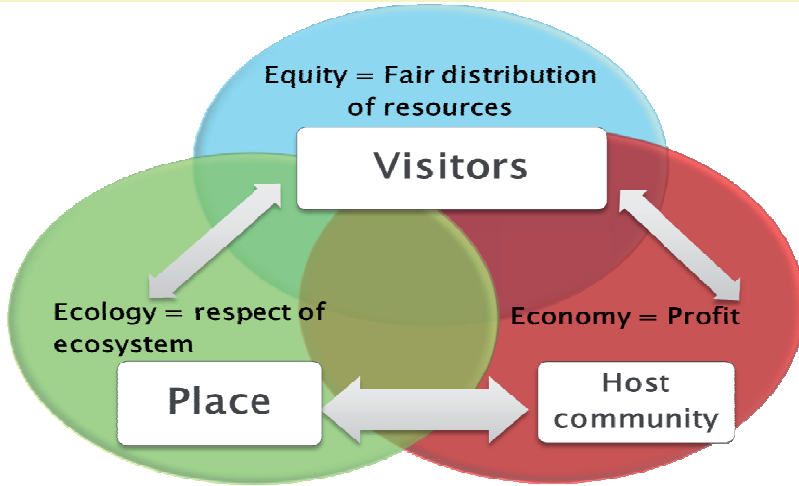 Equity = Fair distribution
of resources
Visitors
Ecology = respect of
ecosystem
Economy = Profit
Place
Host
community